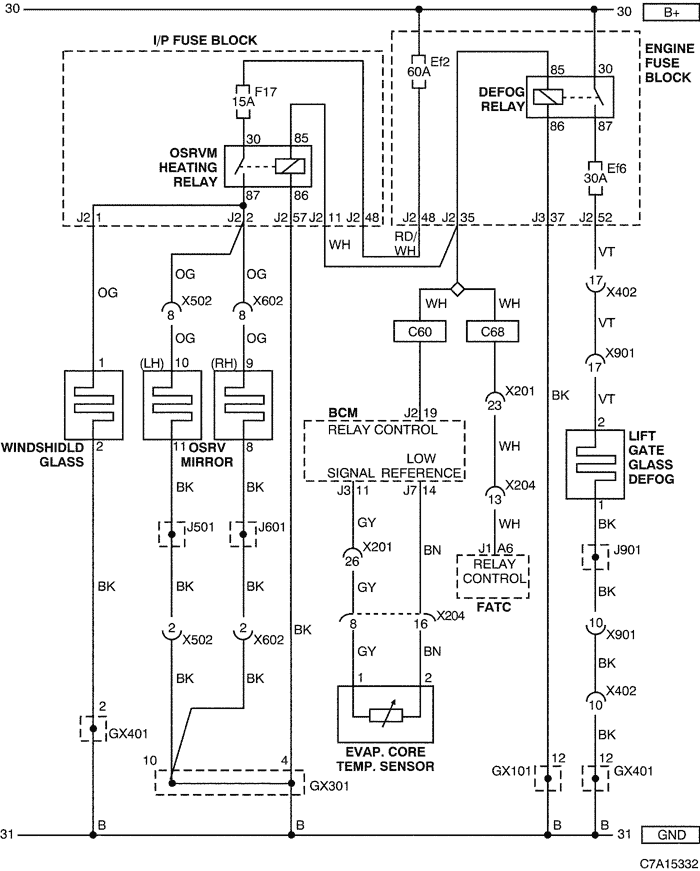 30
30 B+
I/P FUSE BLOCK
ENGINE
FUSE
BLOCK
Ef2
60A
F17
15A
85 30
DEFOG
RELAY
86 87
30 85
OSRVM
HEATING
RELAY
87 86
Ef6
30A
J2 1 J2 2 J2 57 J2 11 J2 48 J2 48 J2 35 J3 37 J2 52
WH
RD/
WH
VT
OG OG OG
X502 X602
8 8
17 X402
WH WH
VT
C60 C68
OG OG
X901
17
1 (LH) 10 (RH) 9
BK
VT
X201
23
2
BCM J2 19
RELAY CONTROL
LIFT
GATE
GLASS
DEFOG
WINDSHIDLD
GLASS
2 11 OSRV
MIRROR 8
WH
LOW
SIGNAL REFERENCE
J3 11 J7 14
X204
13
1
BK BK
GY
WH
BK
J501 J601
X201
26
BN
J1 A6
RELAY
CONTROL
FATC
J901
BK BK BK
GY
BK
2 X502 2 X602
BK
8 16 X204
10 X901
BK BK
GY BN
BK
1 2
X402
10
2
GX401
EVAP. CORE
TEMP. SENSOR
BK
10 4
GX301
GX101 12
12 GX401
31 B B B B 31 GND
C7A15332